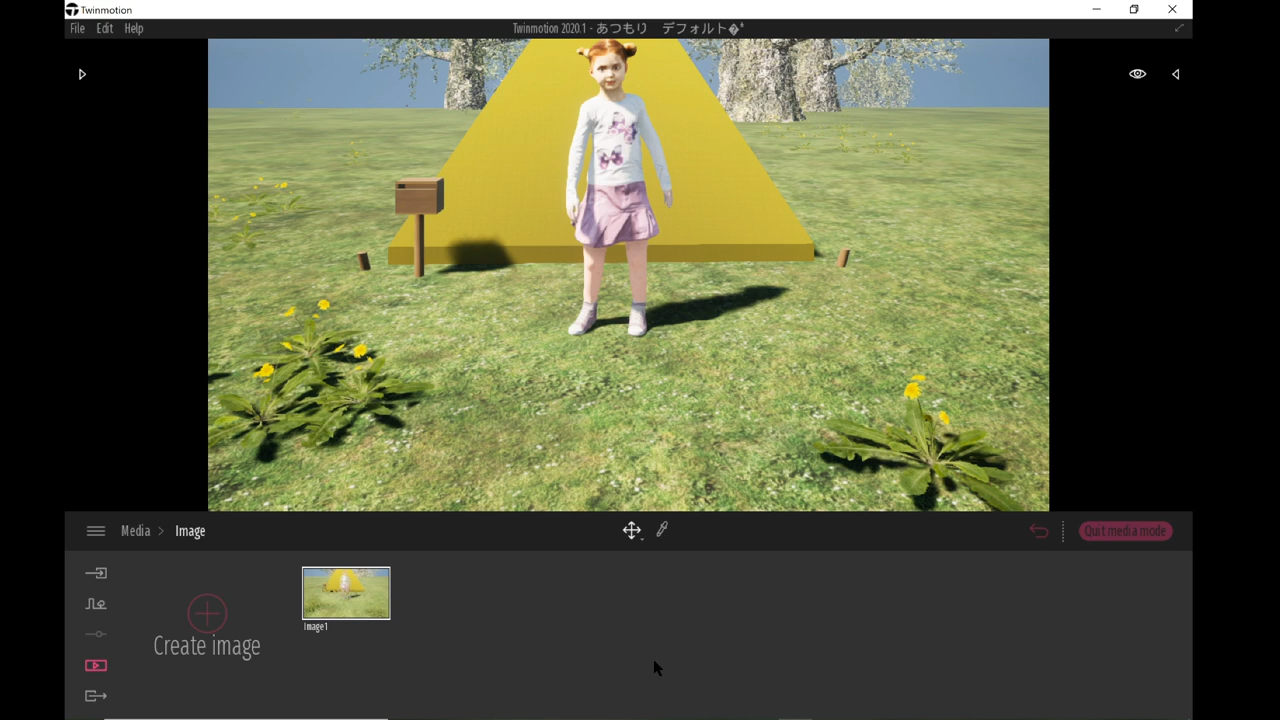 Twinmotion
File Edit Help
Twinmotion 2020.1 - あつもり デフォルト�*
Media > Image
Quit media mode
Create image
image1